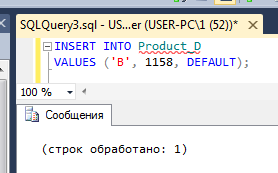 SQLQuery3.sql - US...er (USER-PC\1 (52))*
INSERT INTO Product_D
VALUES ('B', 1158, DEFAULT);
100 %
Сообщения
(строк обработано: 1)